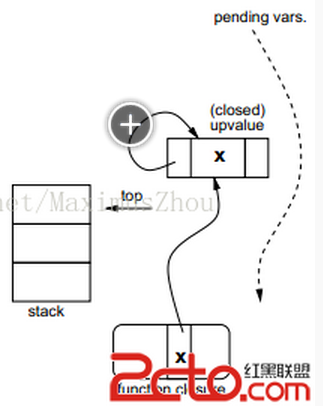 pending vars.
(closed)
upvalue
x
top
net/MaximusZhou
stack
x
function closure
2cto.com
红黑联盟